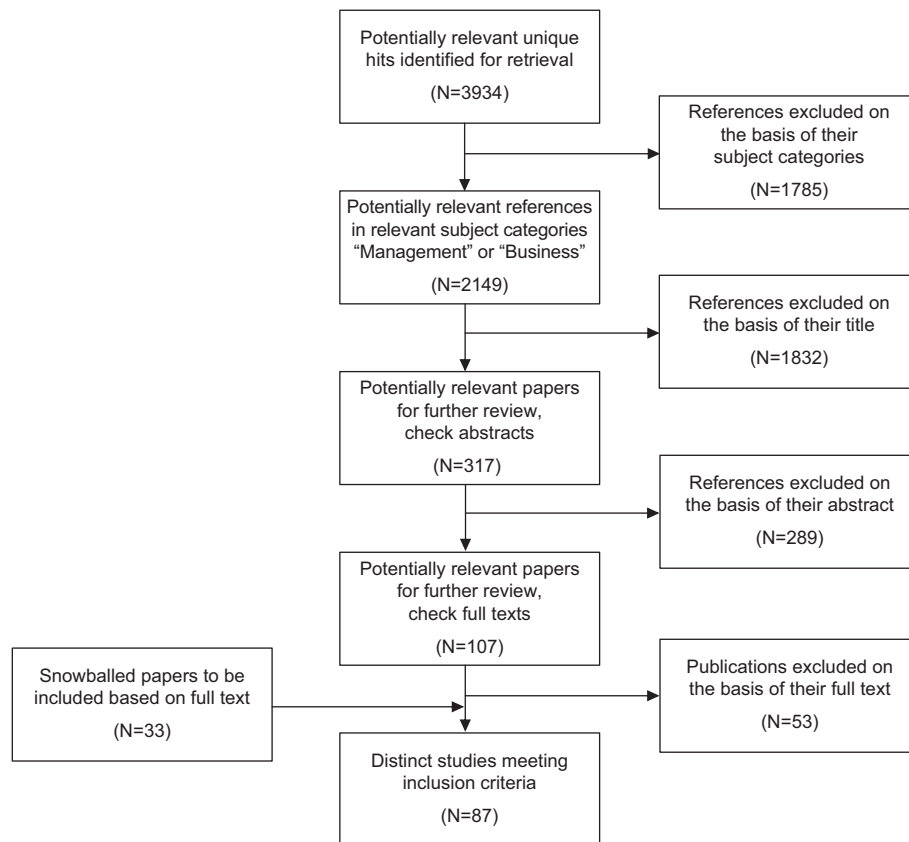 Potentially relevant unique
hits identified for retrieval
(N=3934)
References excluded on
the basis of their
subject categories
(N=1785)
Potentially relevant references
in relevant subject categories
“Management” or “Business”
(N=2149)
References excluded on
the basis of their title
(N=1832)
Potentially relevant papers
for further review,
check abstracts
(N=317)
References excluded on
the basis of their abstract
(N=289)
Potentially relevant papers
for further review,
check full texts
(N=107)
Snowballed papers to be
included based on full text
(N=33)
Publications excluded on
the basis of their full text
(N=53)
Distinct studies meeting
inclusion criteria
(N=87)